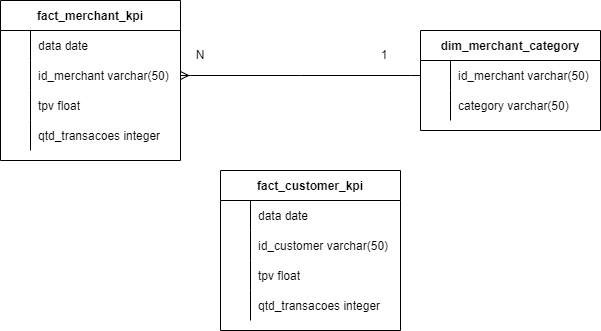 fact_merchant_kpi
data date
id_merchant varchar(50)
tpv float
qtd_transacoes integer
N
1
dim_merchant_category
id_merchant varchar(50)
category varchar(50)
fact_customer_kpi
data date
id_customer varchar(50)
tpv float
qtd_transacoes integer